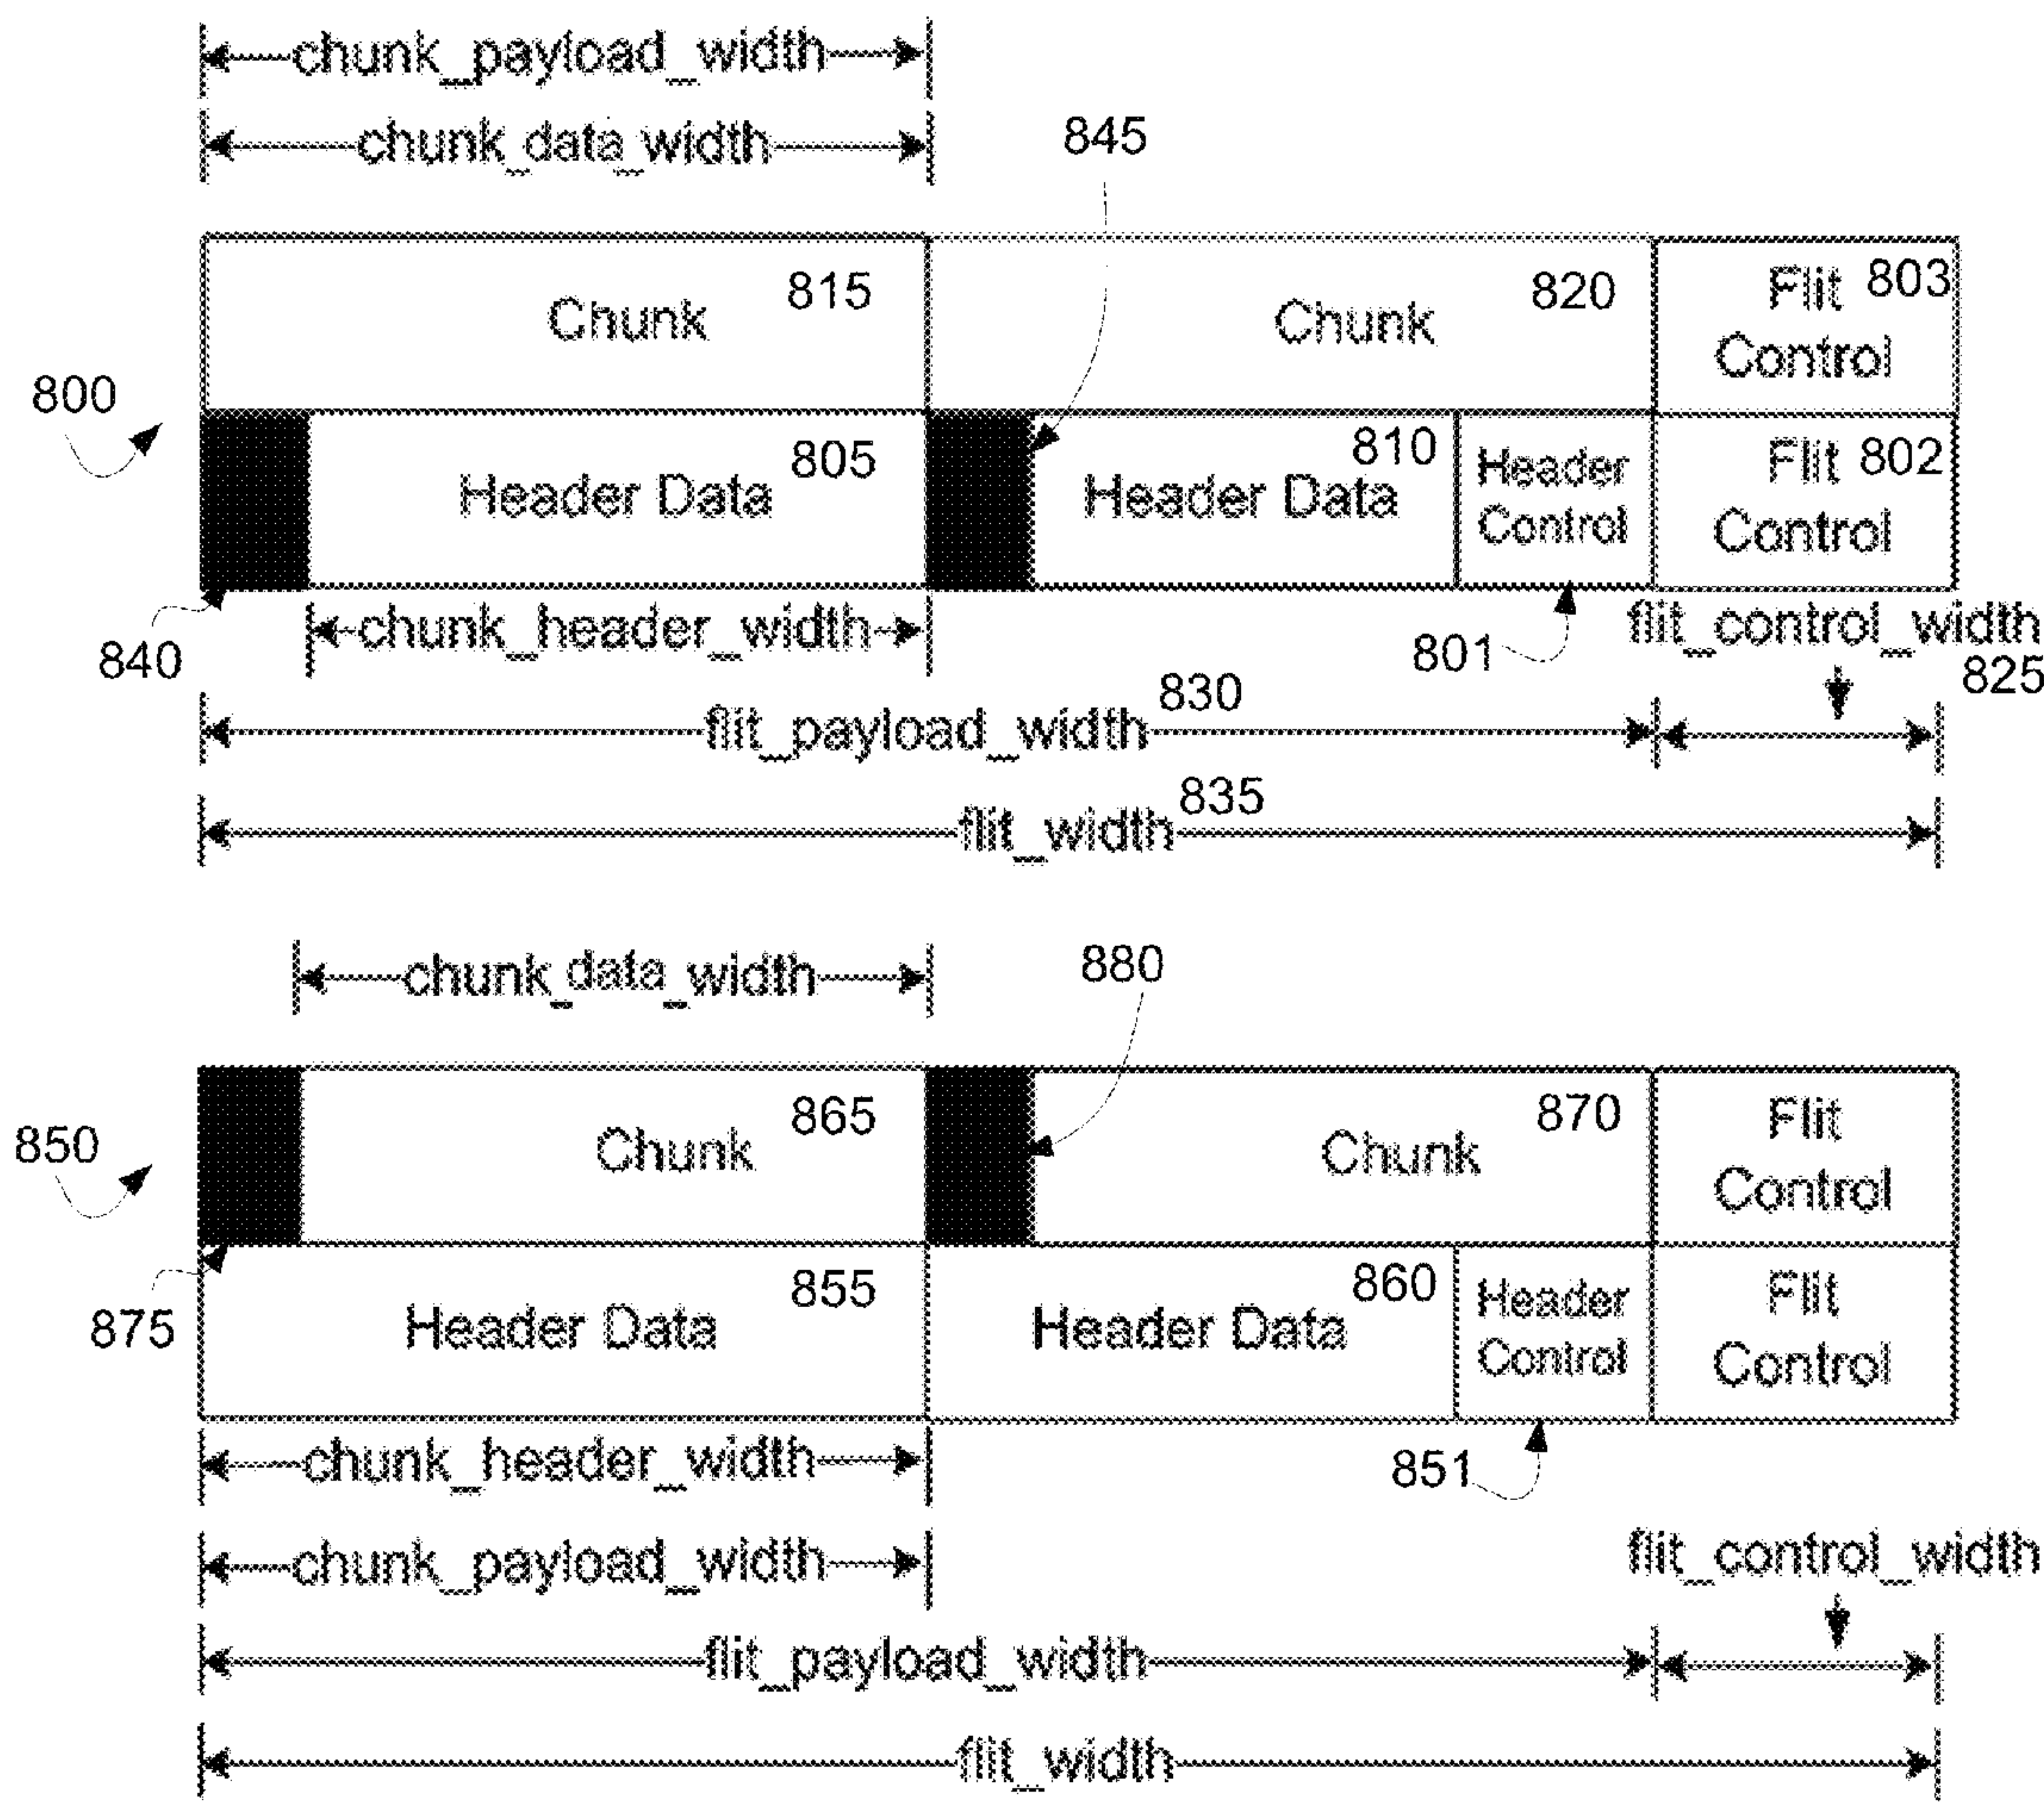 chunk_payload_width
chunk_data_width
845
Chunk 815
Chunk 820
Flit 803
Control
800
Header Data 805
Header Data 810
Header
Control
Flit 802
Control
840
chunk_header_width
801
flit_control_width
825
flit_payload_width 830
flit_width 835
chunk_data_width
880
850
Chunk 865
Chunk 870
Flit
Control
875
Header Data 855
Header Data 860
Header
Control
Flit
Control
chunk_header_width
851
chunk_payload_width
flit_control_width
flit_payload_width
flit_width